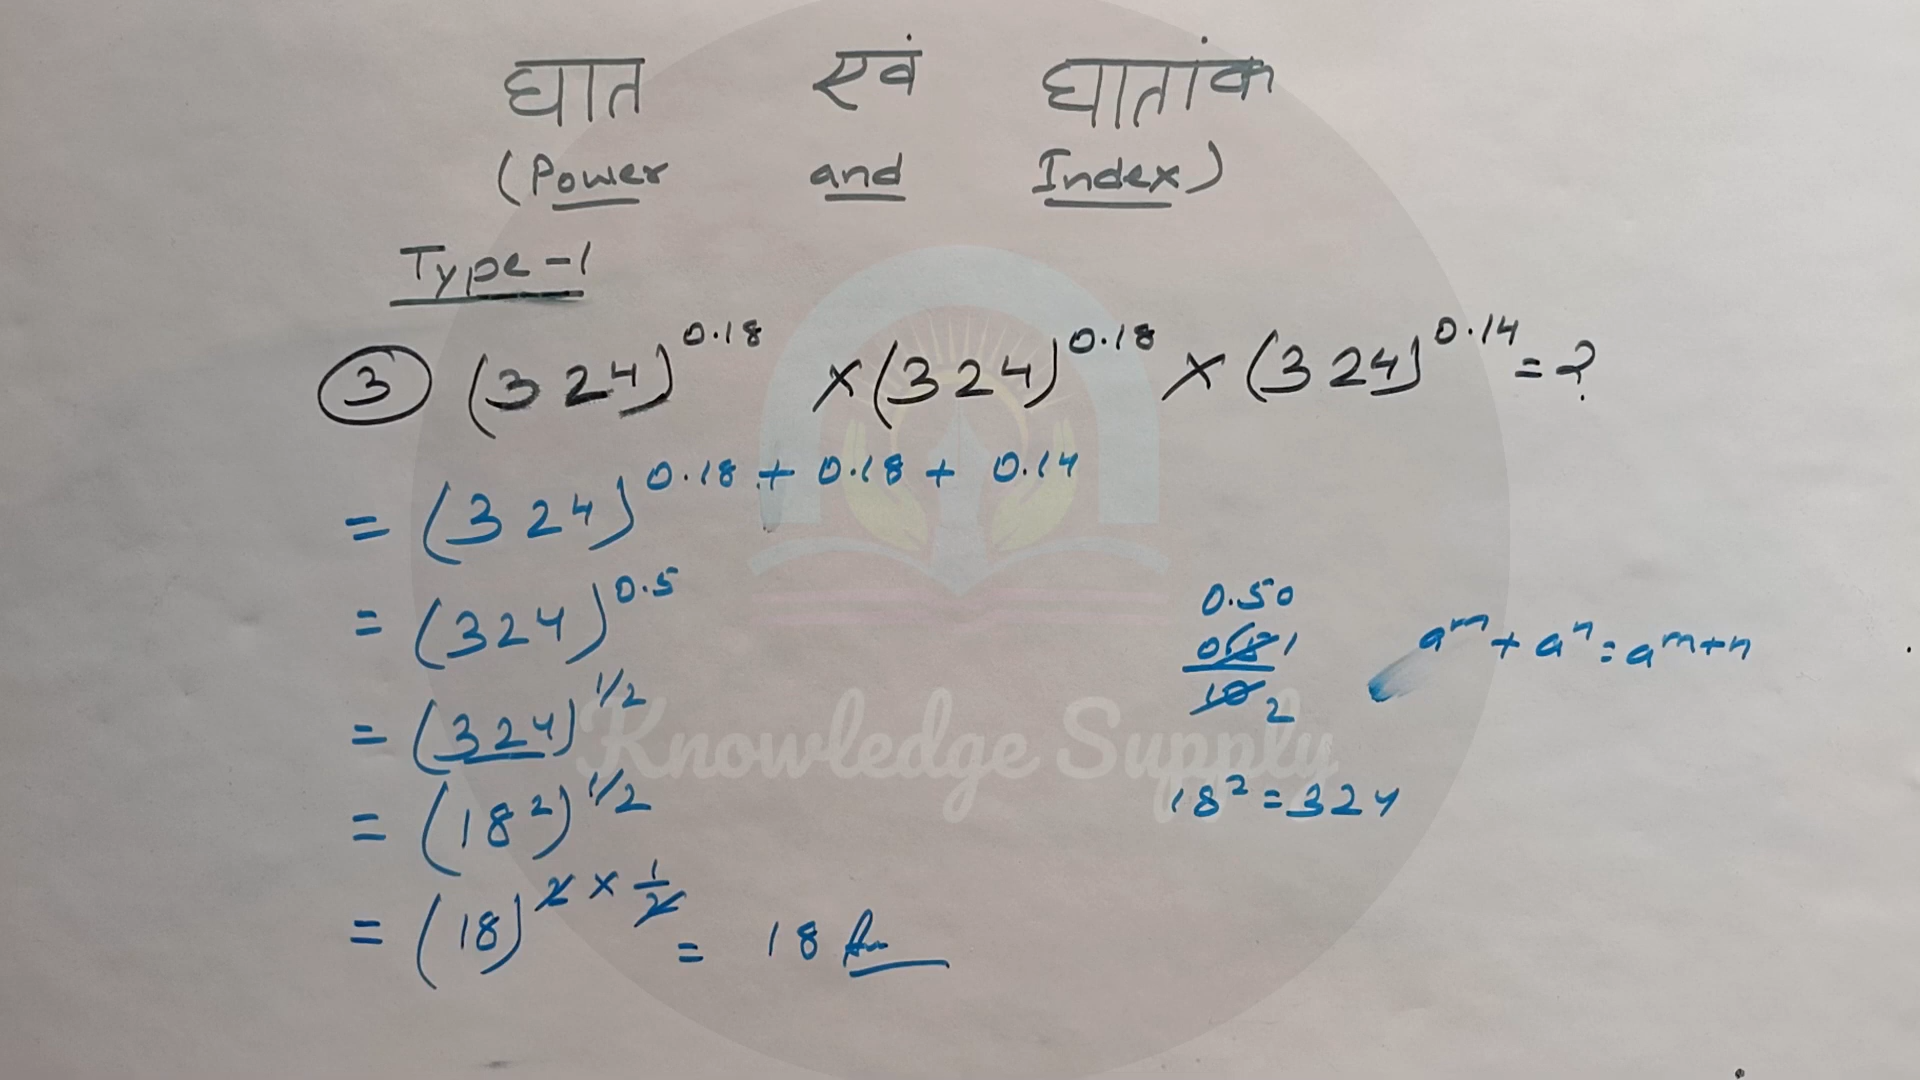 घात एवं घातांक
(Power and Index)
Type-1
③ (324)^0.18 × (324)^0.18 × (324)^0.14 = ?
= (324)^0.18 + 0.18 + 0.14
= (324)^0.5
= (324)^1/2
= (18²)^1/2
= (18)^2 × 1/2 = 18
0.50
10 2
a^m + a^n = a^m+n
18² = 324
Knowledge Supply